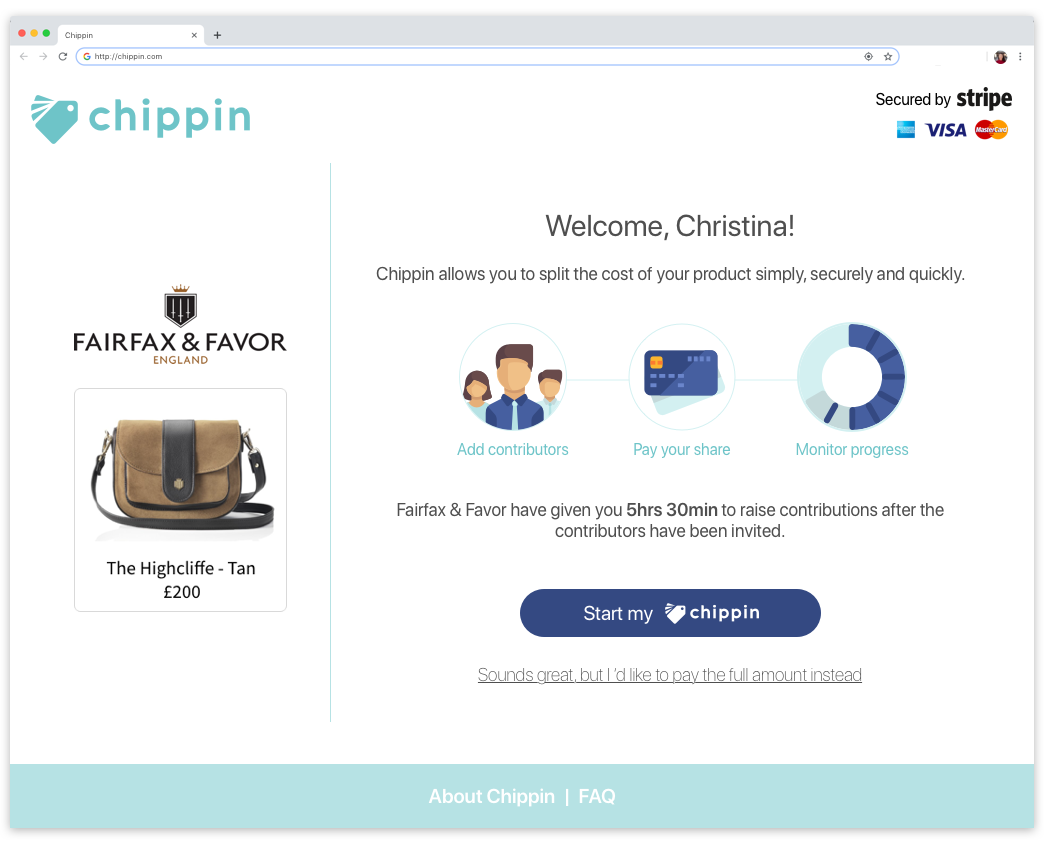 Chippin
http://chippin.com
chippin
Secured by stripe
VISA
MasterCard
Welcome, Christina!
Chippin allows you to split the cost of your product simply, securely and quickly.
FAIRFAX & FAVOR
ENGLAND
Add contributors
Pay your share
Monitor progress
The Highcliffe - Tan
£200
Fairfax & Favor have given you 5hrs 30min to raise contributions after the
contributors have been invited.
Start my chippin
Sounds great, but I 'd like to pay the full amount instead
About Chippin | FAQ